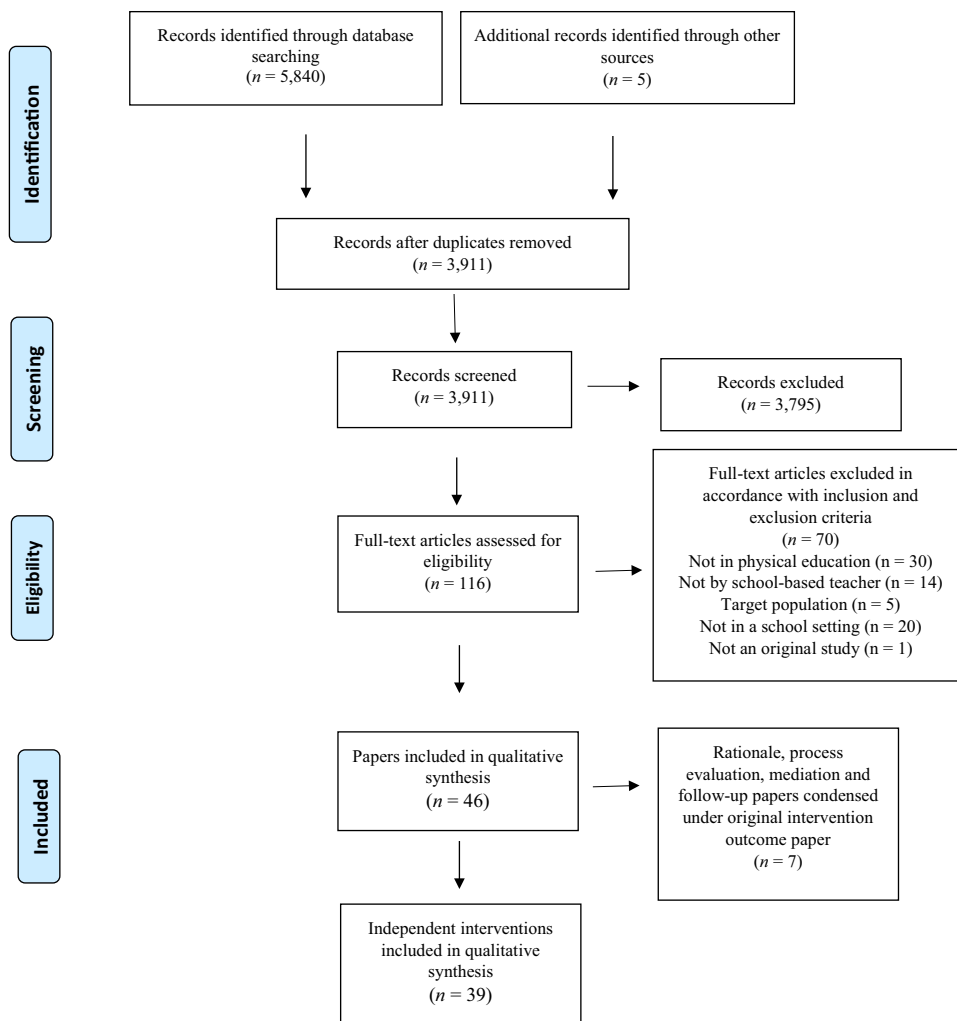 Identification
Records identified through database
searching
(n = 5,840)
Additional records identified through other
sources
(n = 5)
Records after duplicates removed
(n = 3,911)
Screening
Records screened
(n = 3,911)
Records excluded
(n = 3,795)
Eligibility
Full-text articles assessed for
eligibility
(n = 116)
Full-text articles excluded in
accordance with inclusion and
exclusion criteria
(n = 70)
Not in physical education (n = 30)
Not by school-based teacher (n = 14)
Target population (n = 5)
Not in a school setting (n = 20)
Not an original study (n = 1)
Included
Papers included in qualitative
synthesis
(n = 46)
Rationale, process
evaluation, mediation and
follow-up papers condensed
under original intervention
outcome paper
(n = 7)
Independent interventions
included in qualitative
synthesis
(n = 39)